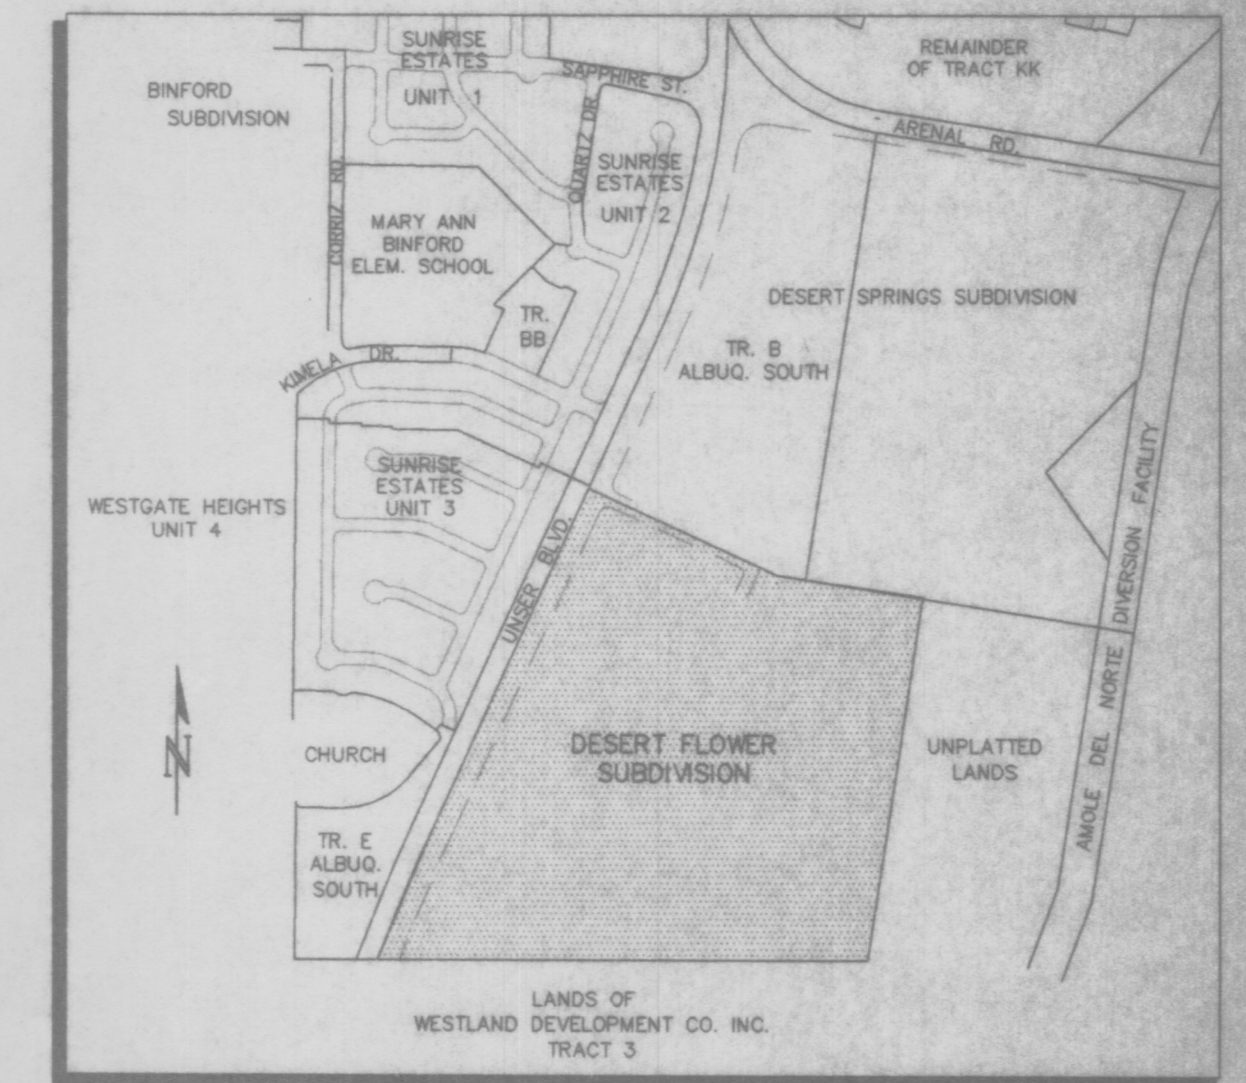 SUNRISE
ESTATES
UNIT 1
REMAINDER
OF TRACT KK
BINFORD
SUBDIVISION
SAPPHIRE ST.
ARENAL RD.
QUARTZ DR
SUNRISE
ESTATES
UNIT 2
CORRIZ RD.
MARY ANN
BINFORD
ELEM. SCHOOL
DESERT SPRINGS SUBDIVISION
TR.
BB
TR. B
ALBUQ. SOUTH
KIMELA DR.
SUNRISE
ESTATES
UNIT 3
WESTGATE HEIGHTS
UNIT 4
UNSER BLVD.
AMOLE DEL NORTE DIVERSION FACILITY
N
CHURCH
DESERT FLOWER
SUBDIVISION
UNPLATTED
LANDS
TR. E
ALBUQ.
SOUTH
LANDS OF
WESTLAND DEVELOPMENT CO. INC.
TRACT 3